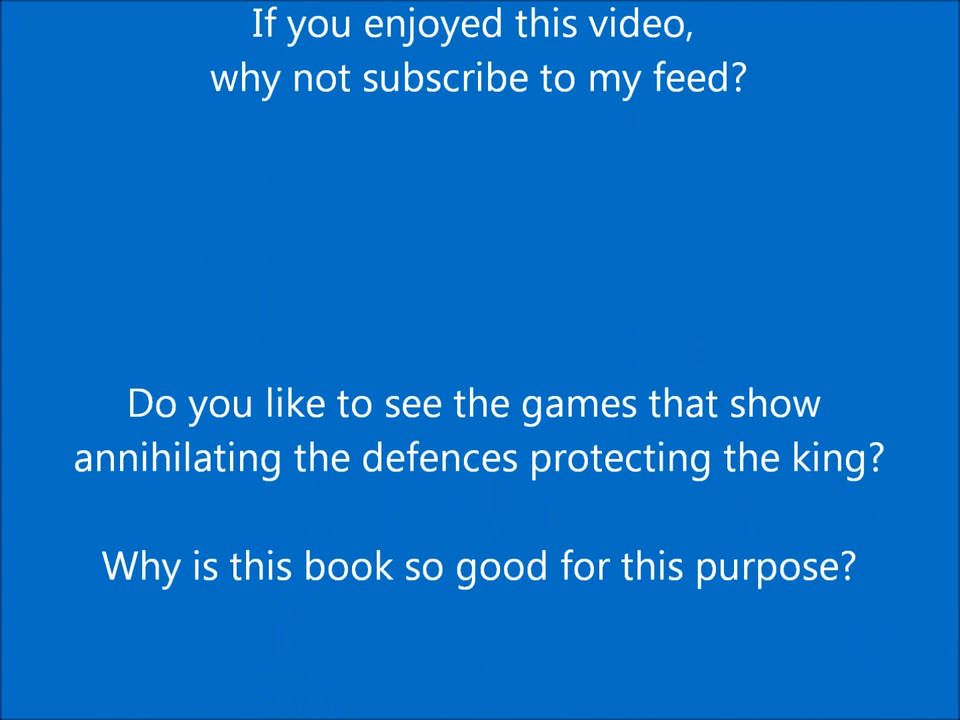 If you enjoyed this video,
why not subscribe to my feed?
Do you like to see the games that show
annihilating the defences protecting the king?
Why is this book so good for this purpose?